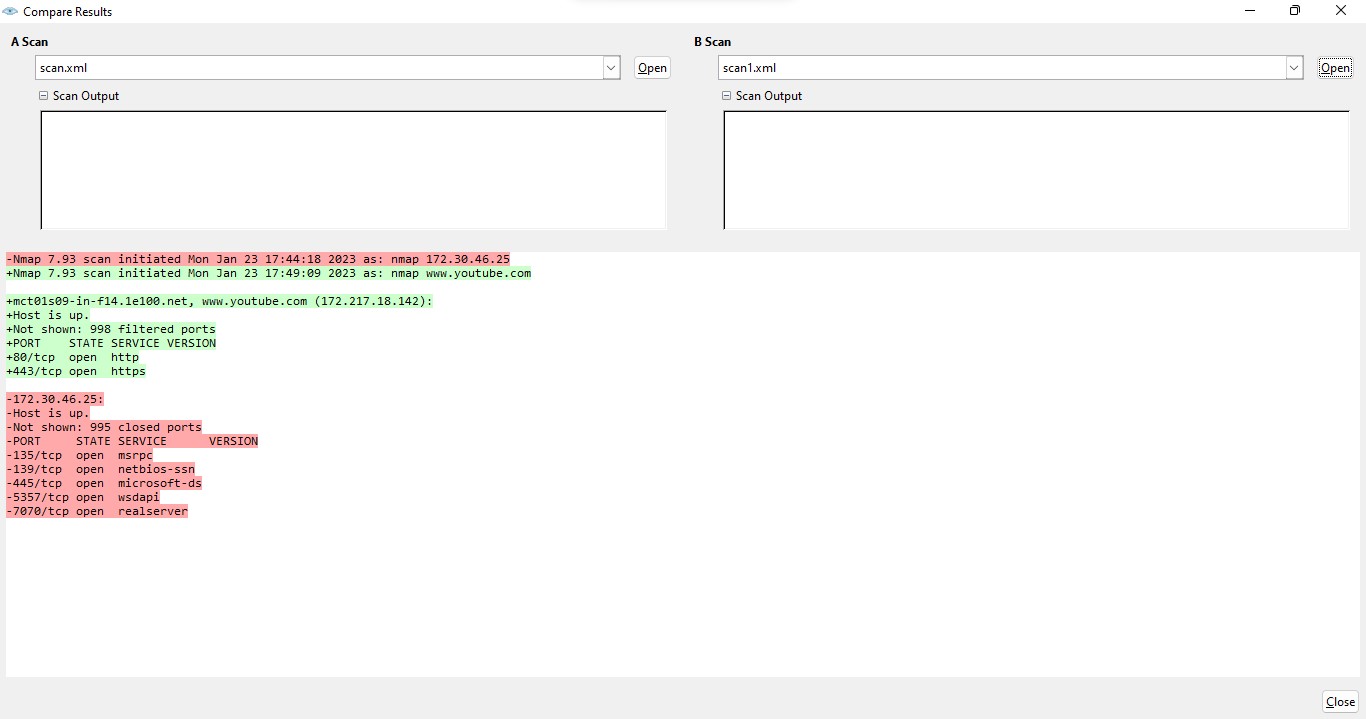 Compare Results
A Scan
B Scan
scan.xml
Open
scan1.xml
Open
Scan Output
Scan Output
-Nmap 7.93 scan initiated Mon Jan 23 17:44:18 2023 as: nmap 172.30.46.25
+Nmap 7.93 scan initiated Mon Jan 23 17:49:09 2023 as: nmap www.youtube.com
+mct01s09-in-f14.1e100.net, www.youtube.com (172.217.18.142):
+Host is up.
+Not shown: 998 filtered ports
+PORT    STATE SERVICE VERSION
+80/tcp  open  http
+443/tcp open  https
-172.30.46.25:
-Host is up.
-Not shown: 995 closed ports
-PORT     STATE SERVICE      VERSION
-135/tcp  open  msrpc
-139/tcp  open  netbios-ssn
-445/tcp  open  microsoft-ds
-5357/tcp open  wsdapi
-7070/tcp open  realserver
Close